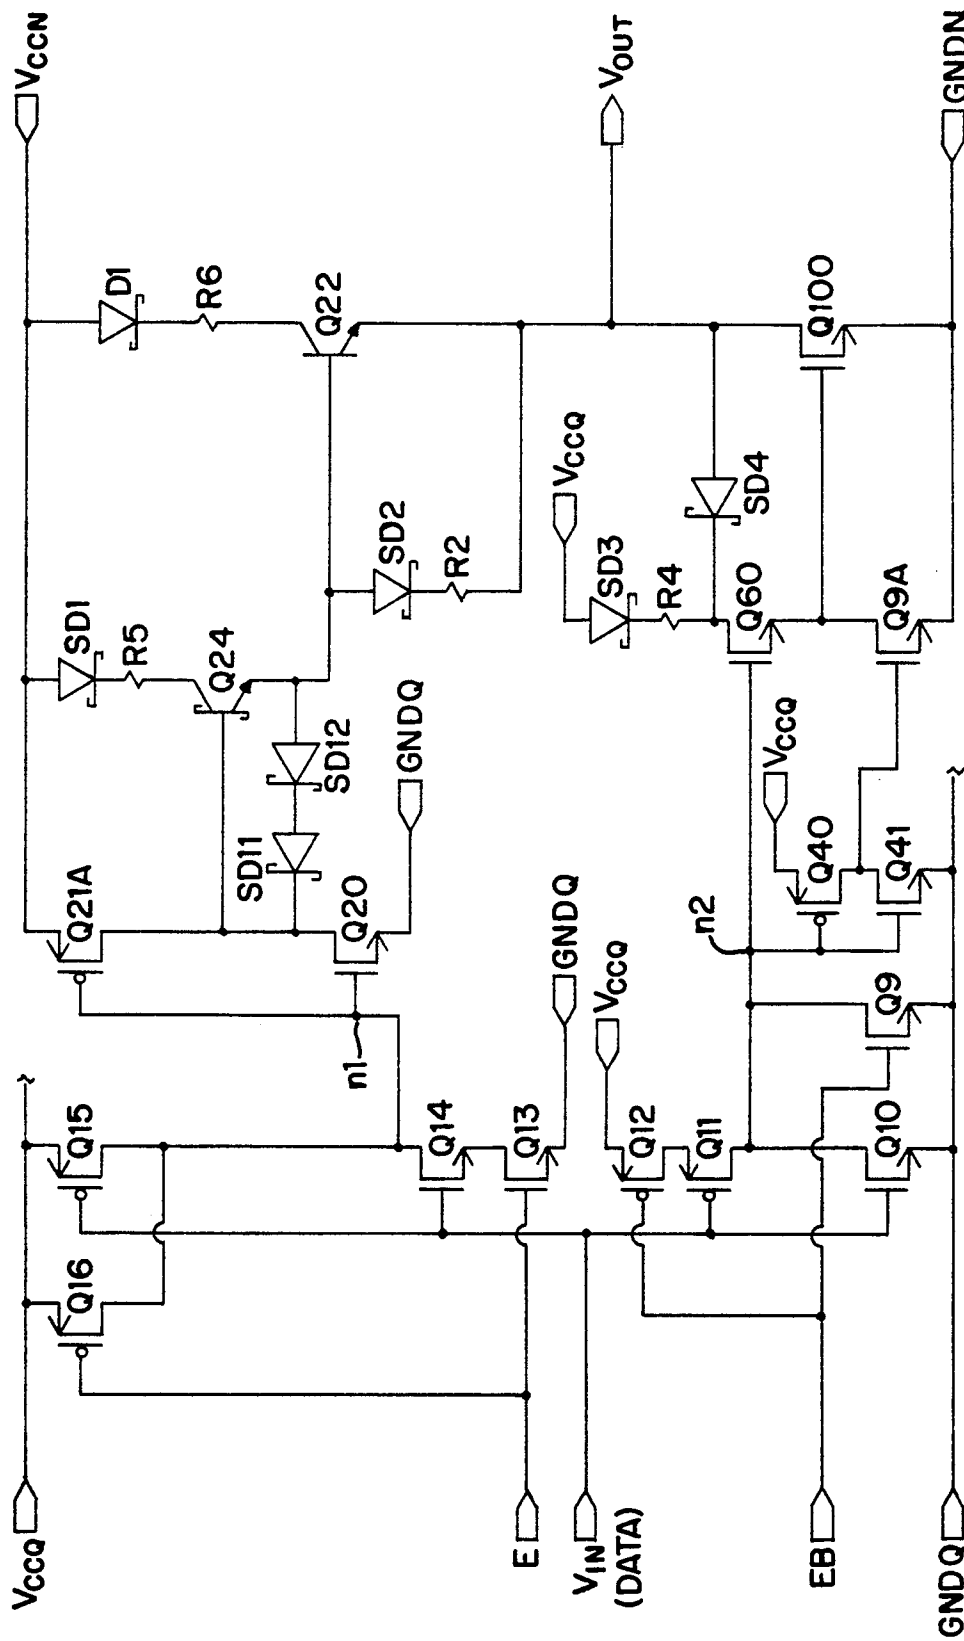 VCCQ
VCCN
Q16
Q15
Q21A
SD1
R5
Q24
D1
R6
Q22
SD11
SD12
SD2
R2
n1
Q20
GNDQ
Q14
Q13
GNDQ
E
VIN
(DATA)
VCCQ
Q12
Q11
n2
VCCQ
SD3
R4
VOUT
Q60
SD4
VCCQ
Q40
Q41
Q9A
Q100
EB
Q10
Q9
GNDQ
GNDN